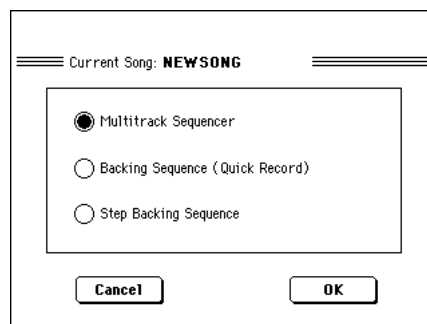 Current Song: NEWSONG
Multitrack Sequencer
Backing Sequence (Quick Record)
Step Backing Sequence
Cancel OK